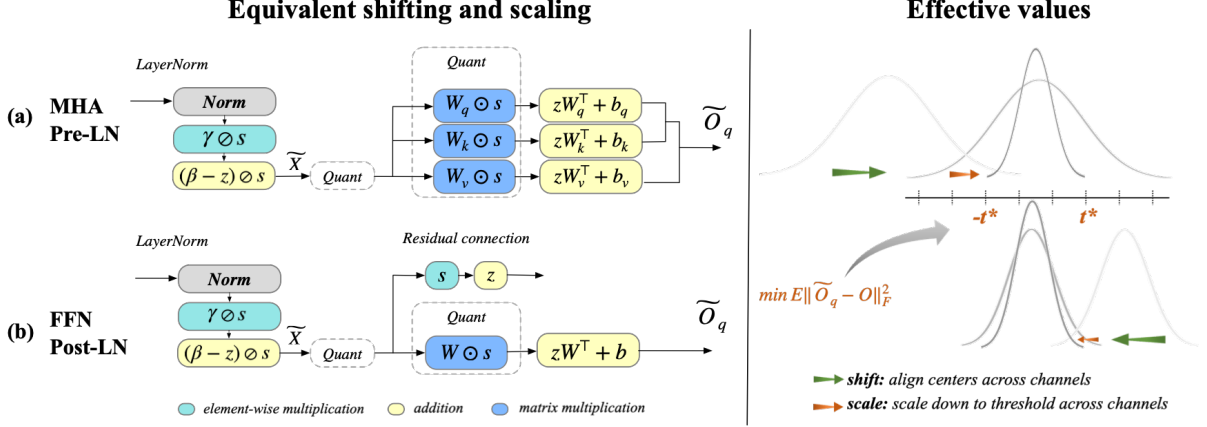 Equivalent shifting and scaling
Effective values
LayerNorm
(a) MHA
Pre-LN
Norm
γ ⊘ s
(β − z) ⊘ s
X̃
Quant
Quant
W_q ⊙ s
W_k ⊙ s
W_v ⊙ s
zW_q^⊤ + b_q
zW_k^⊤ + b_k
zW_v^⊤ + b_v
Õ_q
LayerNorm
(b) FFN
Post-LN
Norm
γ ⊘ s
(β − z) ⊘ s
X̃
Quant
Residual connection
s
z
Quant
W ⊙ s
zW^⊤ + b
Õ_q
element-wise multiplication
addition
matrix multiplication
-t*
t*
min E||Õ_q − O||_F^2
shift: align centers across channels
scale: scale down to threshold across channels